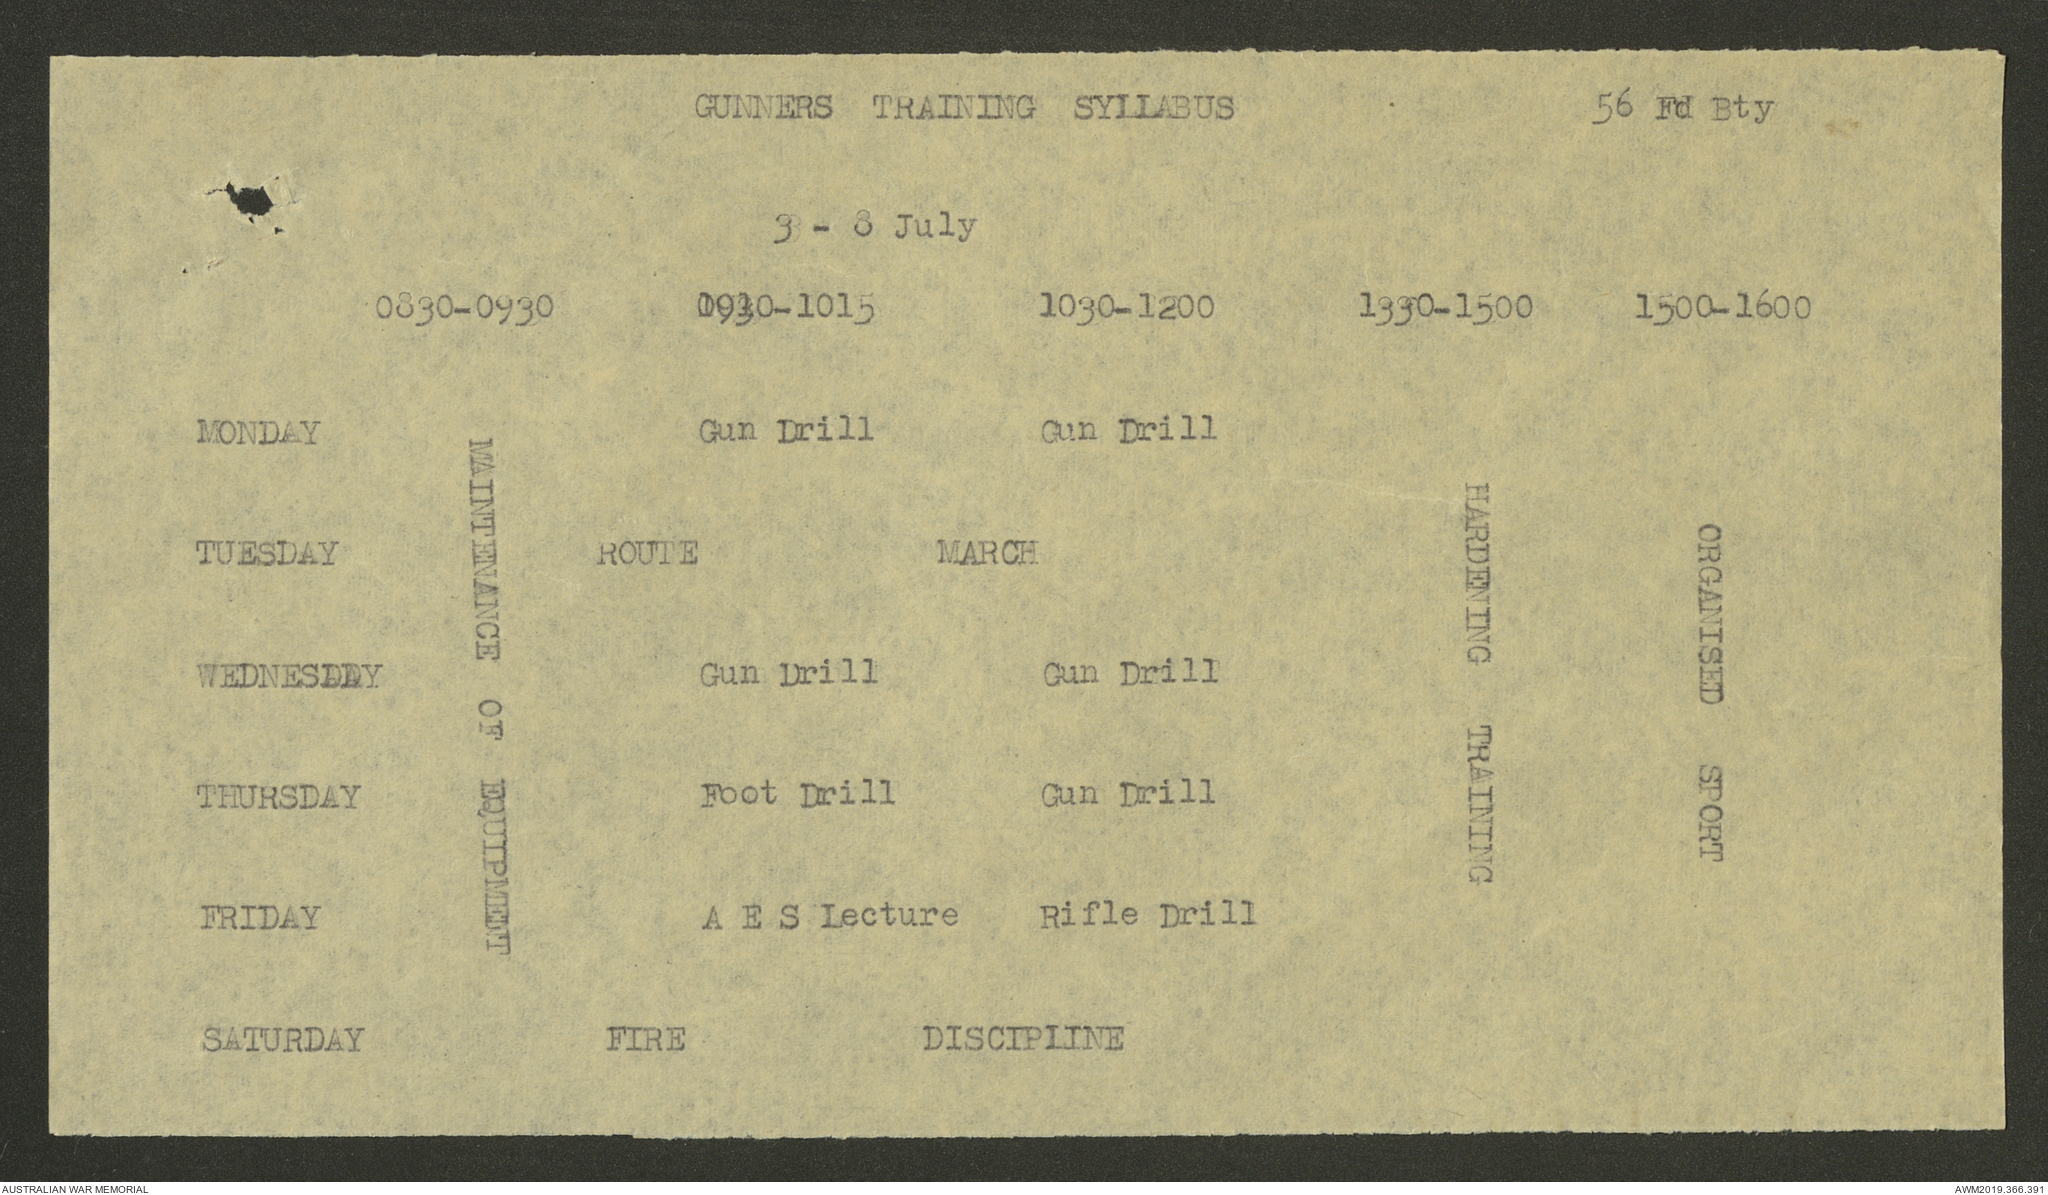 GUNNERS TRAINING SYLLABUS 56 Fd Bty
3 - 8 July
0830-0930 0930-1015 1030-1200 1330-1500 1500-1600
MONDAY Gun Drill Gun Drill
TUESDAY ROUTE MARCH
WEDNESDAY Gun Drill Gun Drill
THURSDAY Foot Drill Gun Drill
FRIDAY A E S Lecture Rifle Drill
SATURDAY FIRE DISCIPLINE
MAINTENANCE OF EQUIPMENT
HARDENING TRAINING
ORGANISED SPORT
AUSTRALIAN WAR MEMORIAL AWM2019.366.391